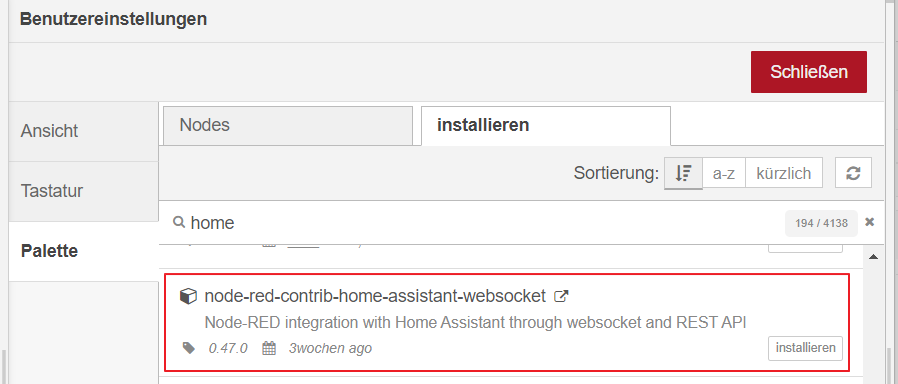 Benutzereinstellungen
Schließen
Ansicht
Tastatur
Palette
Nodes
installieren
Sortierung:
a-z
kürzlich
home
194 / 4138
node-red-contrib-home-assistant-websocket
Node-RED integration with Home Assistant through websocket and REST API
0.47.0
3wochen ago
installieren